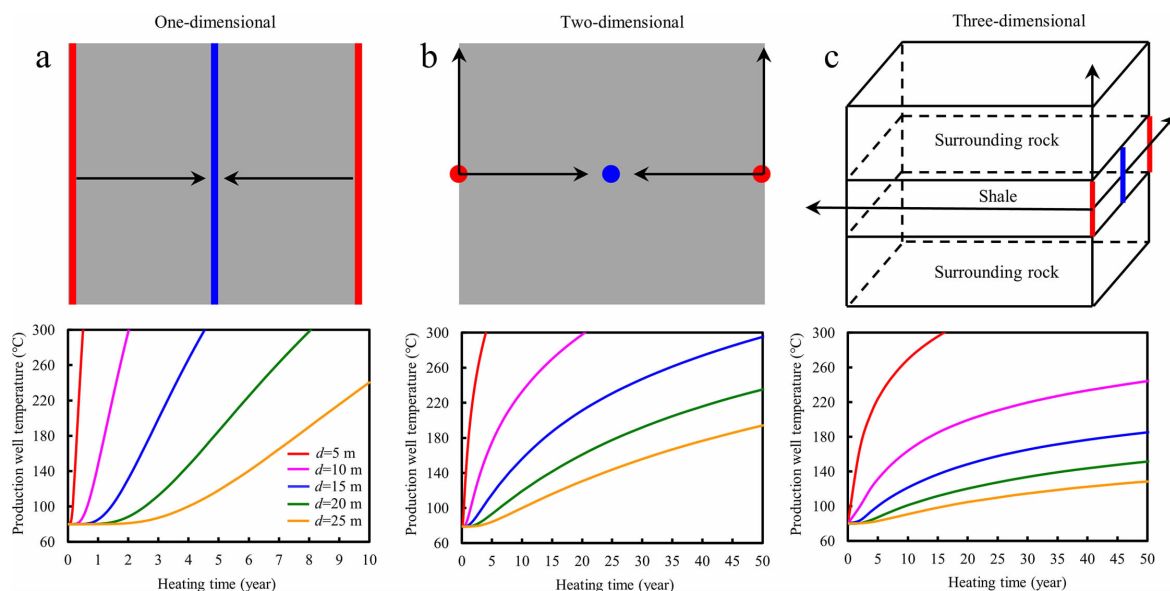 One-dimensional
Two-dimensional
Three-dimensional
a
b
c
Surrounding rock
Shale
Surrounding rock
Production well temperature (°C)
300
260
220
180
140
100
60
d=5 m
d=10 m
d=15 m
d=20 m
d=25 m
0 1 2 3 4 5 6 7 8 9 10
Heating time (year)
Production well temperature (°C)
300
260
220
180
140
100
60
0 5 10 15 20 25 30 35 40 45 50
Heating time (year)
Production well temperature (°C)
300
260
220
180
140
100
60
0 5 10 15 20 25 30 35 40 45 50
Heating time (year)